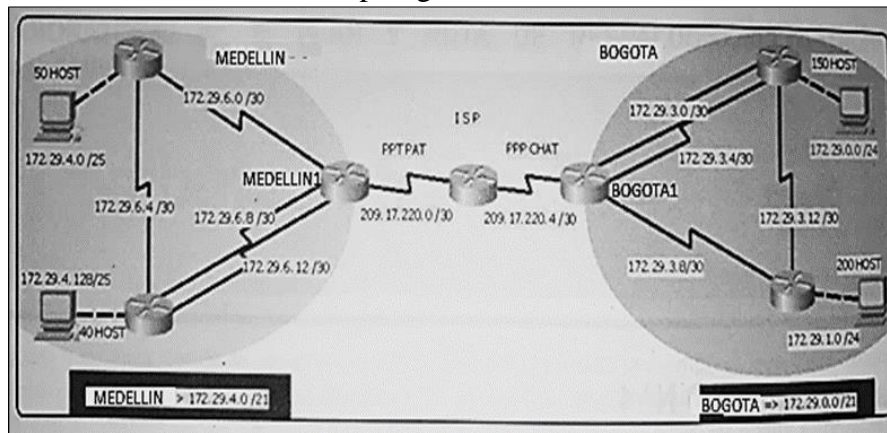 MEDELLIN
BOGOTA
50 HOST
150 HOST
172.29.6.0 /30
172.29.3.0 /30
ISP
172.29.4.0 /25
172.29.0.0 /24
172.29.3.4/30
PPT PAT
PPP CHAT
MEDELLIN1
BOGOTA1
172.29.6.4 /30
172.29.6.8 /30
209.17.220.0 /30
209.17.220.4 /30
172.29.3.12/30
172.29.6.12 /30
172.29.3.8/30
172.29.4.128/25
200 HOST
40 HOST
172.29.1.0 /24
MEDELLIN > 172.29.4.0 /21
BOGOTA => 172.29.0.0 /21